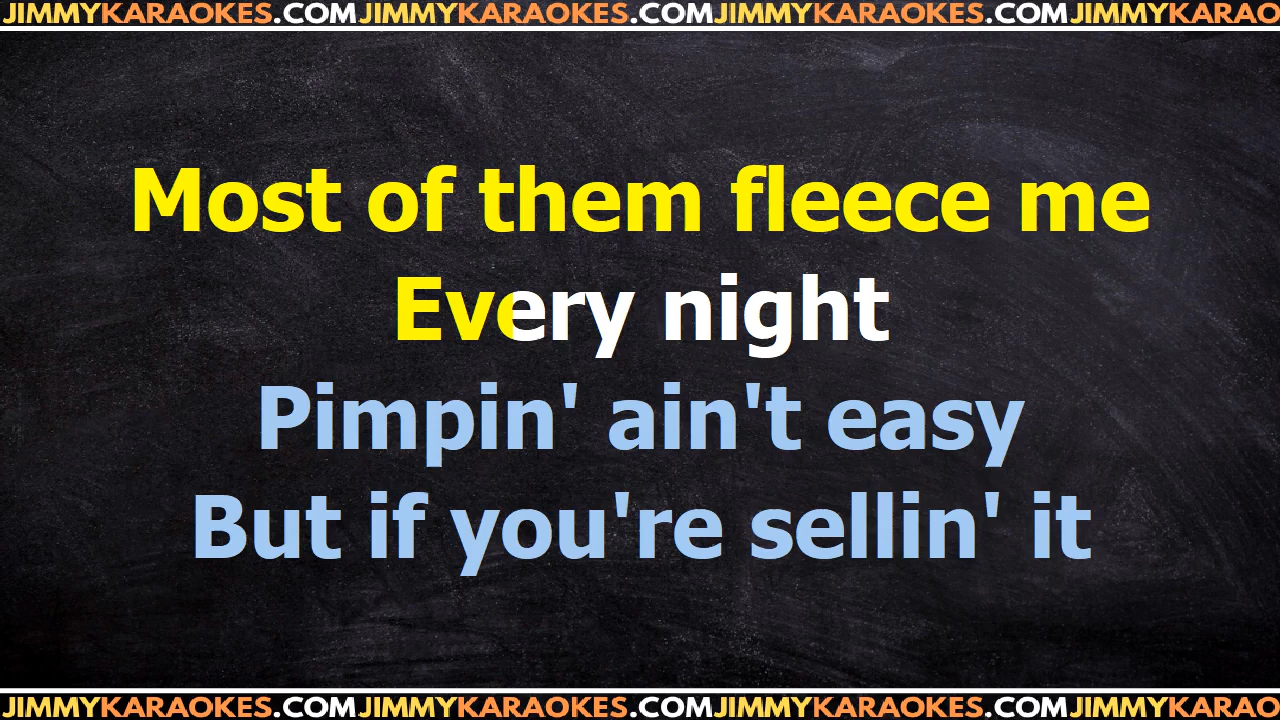 JIMMYKARAOKES.COMJIMMYKARAOKES.COMJIMMYKARAOKES.COMJIMMYKARAO
Most of them fleece me
Every night
Pimpin' ain't easy
But if you're sellin' it
JIMMYKARAOKES.COMJIMMYKARAOKES.COMJIMMYKARAOKES.COMJIMMYKARAO